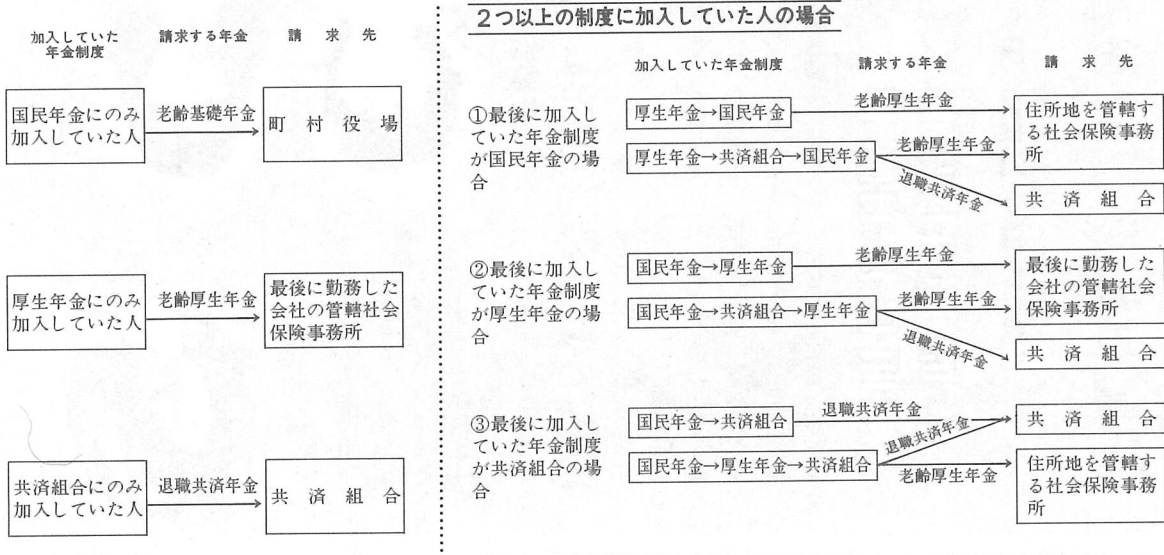 加入していた
年金制度
請求する年金
請求先
国民年金にのみ
加入していた人
老齢基礎年金
町村役場
厚生年金にのみ
加入していた人
老齢厚生年金
最後に勤務した
会社の管轄社会
保険事務所
共済組合にのみ
加入していた人
退職共済年金
共済組合
2つ以上の制度に加入していた人の場合
加入していた年金制度
請求する年金
請求先
①最後に加入し
ていた年金制度
が国民年金の場
合
厚生年金→国民年金
老齢厚生年金
厚生年金→共済組合→国民年金
老齢厚生年金
退職共済年金
住所地を管轄す
る社会保険事務
所
共済組合
②最後に加入し
ていた年金制度
が厚生年金の場
合
国民年金→厚生年金
老齢厚生年金
国民年金→共済組合→厚生年金
老齢厚生年金
退職共済年金
最後に勤務した
会社の管轄社会
保険事務所
共済組合
③最後に加入し
ていた年金制度
が共済組合の場
合
国民年金→共済組合
退職共済年金
国民年金→厚生年金→共済組合
退職共済年金
老齢厚生年金
共済組合
住所地を管轄す
る社会保険事務
所